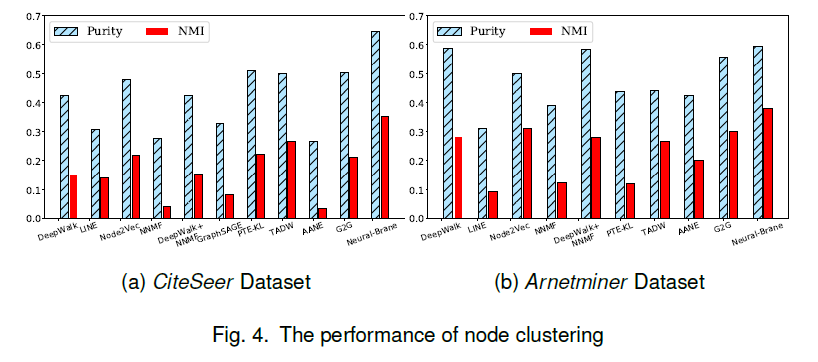 0.7
0.6
0.5
0.4
0.3
0.2
0.1
0.0
Purity NMI
DeepWalk
LINE
Node2Vec
NNMF
DeepWalk+
NNMF
GraphSAGE
PTE-KL
TADW
AANE
G2G
Neural-Brane
(a) CiteSeer Dataset
0.7
0.6
0.5
0.4
0.3
0.2
0.1
0.0
Purity NMI
DeepWalk
LINE
Node2Vec
NNMF
DeepWalk+
NNMF
PTE-KL
TADW
AANE
G2G
Neural-Brane
(b) Arnetminer Dataset
Fig. 4. The performance of node clustering